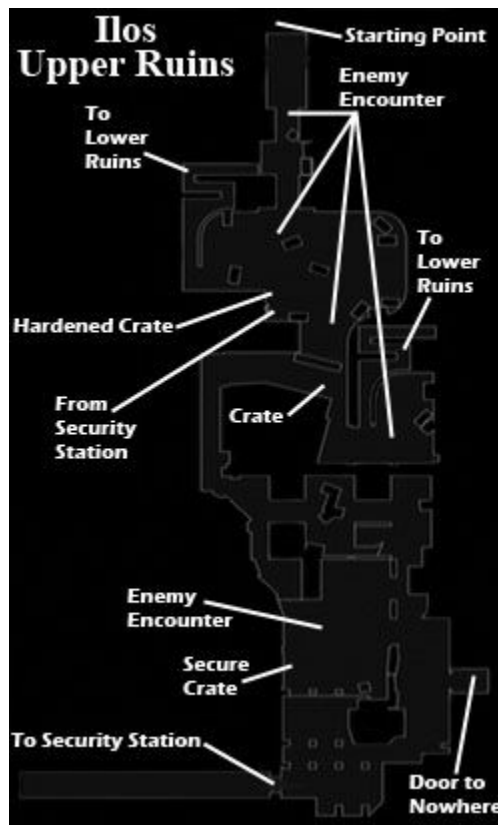 Ilos
Upper Ruins
Starting Point
Enemy
Encounter
To
Lower
Ruins
To
Lower
Ruins
Hardened Crate
From
Security
Station
Crate
Enemy
Encounter
Secure
Crate
To Security Station
Door to
Nowhere